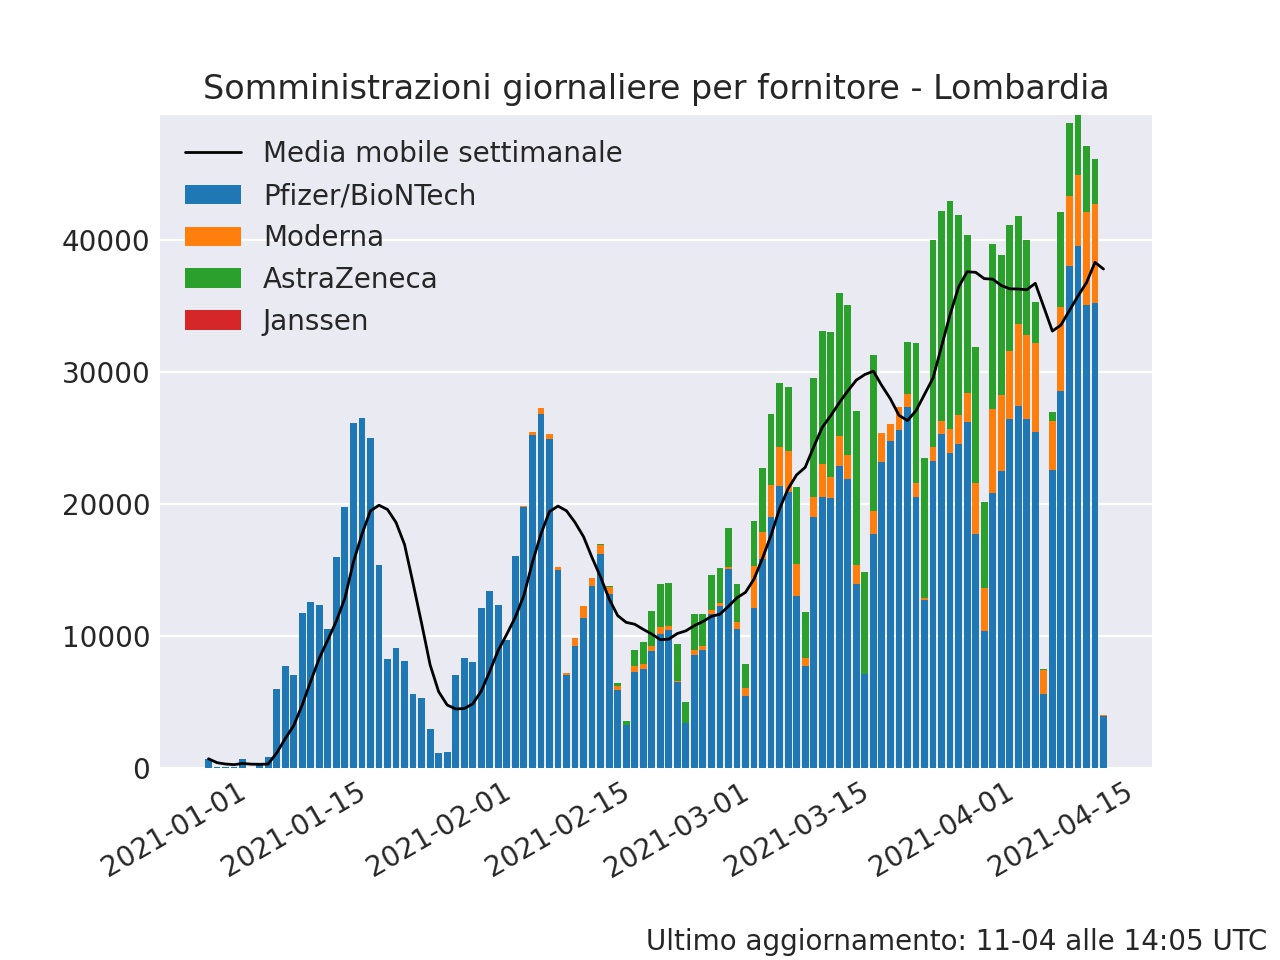 Somministrazioni giornaliere per fornitore - Lombardia
Media mobile settimanale
Pfizer/BioNTech
Moderna
AstraZeneca
Janssen
40000
30000
20000
10000
0
2021-01-01
2021-01-15
2021-02-01
2021-02-15
2021-03-01
2021-03-15
2021-04-01
2021-04-15
Ultimo aggiornamento: 11-04 alle 14:05 UTC